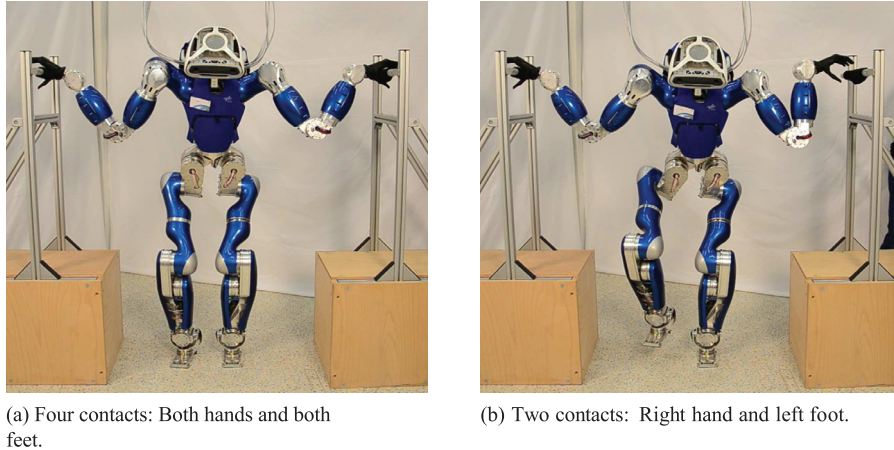 (a) Four contacts: Both hands and both
feet.
(b) Two contacts: Right hand and left foot.